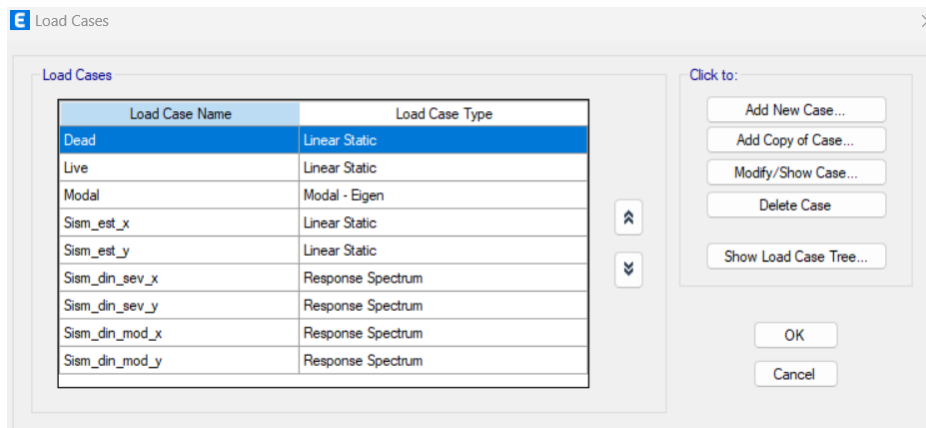 E Load Cases
Load Cases
Load Case Name Load Case Type
Dead Linear Static
Live Linear Static
Modal Modal - Eigen
Sism_est_x Linear Static
Sism_est_y Linear Static
Sism_din_sev_x Response Spectrum
Sism_din_sev_y Response Spectrum
Sism_din_mod_x Response Spectrum
Sism_din_mod_y Response Spectrum
Click to:
Add New Case...
Add Copy of Case...
Modify/Show Case...
Delete Case
Show Load Case Tree...
OK
Cancel